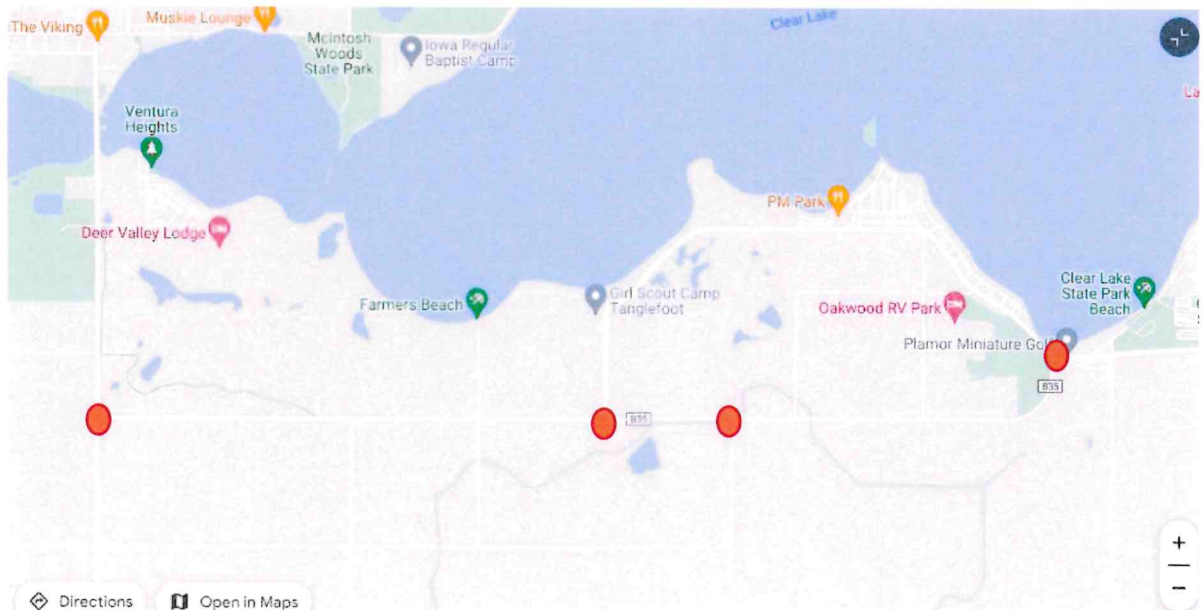 The Viking
Muskie Lounge
McIntosh
Woods
State Park
Iowa Regular
Baptist Camp
Clear Lake
La
Ventura
Heights
Deer Valley Lodge
PM Park
Farmers Beach
Girl Scout Camp
Tanglefoot
Oakwood RV Park
Clear Lake
State Park
Beach
Plamor Miniature Golf
B35
B35
+
−
Directions
Open in Maps